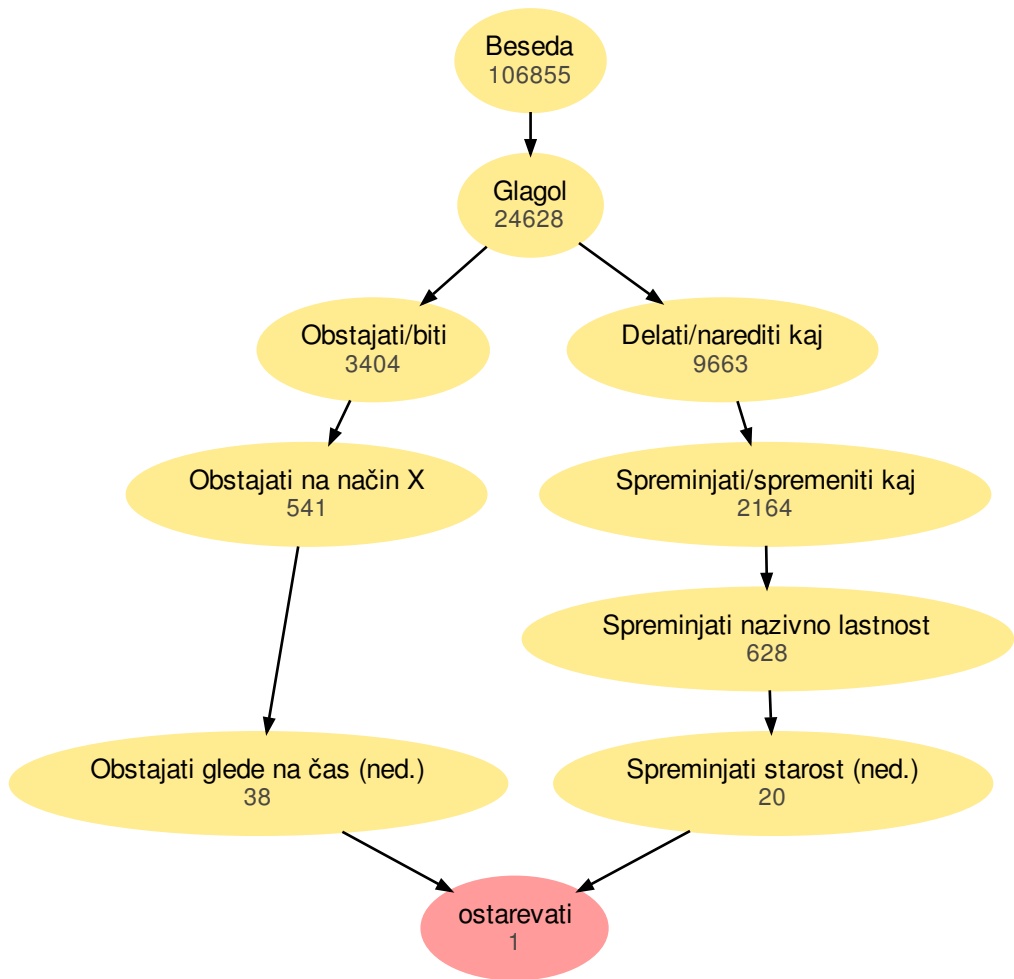 Beseda
106855
Glagol
24628
Obstajati/biti
3404
Delati/narediti kaj
9663
Obstajati na način X
541
Spreminjati/spremeniti kaj
2164
Spreminjati nazivno lastnost
628
Obstajati glede na čas (ned.)
38
Spreminjati starost (ned.)
20
ostarevati
1